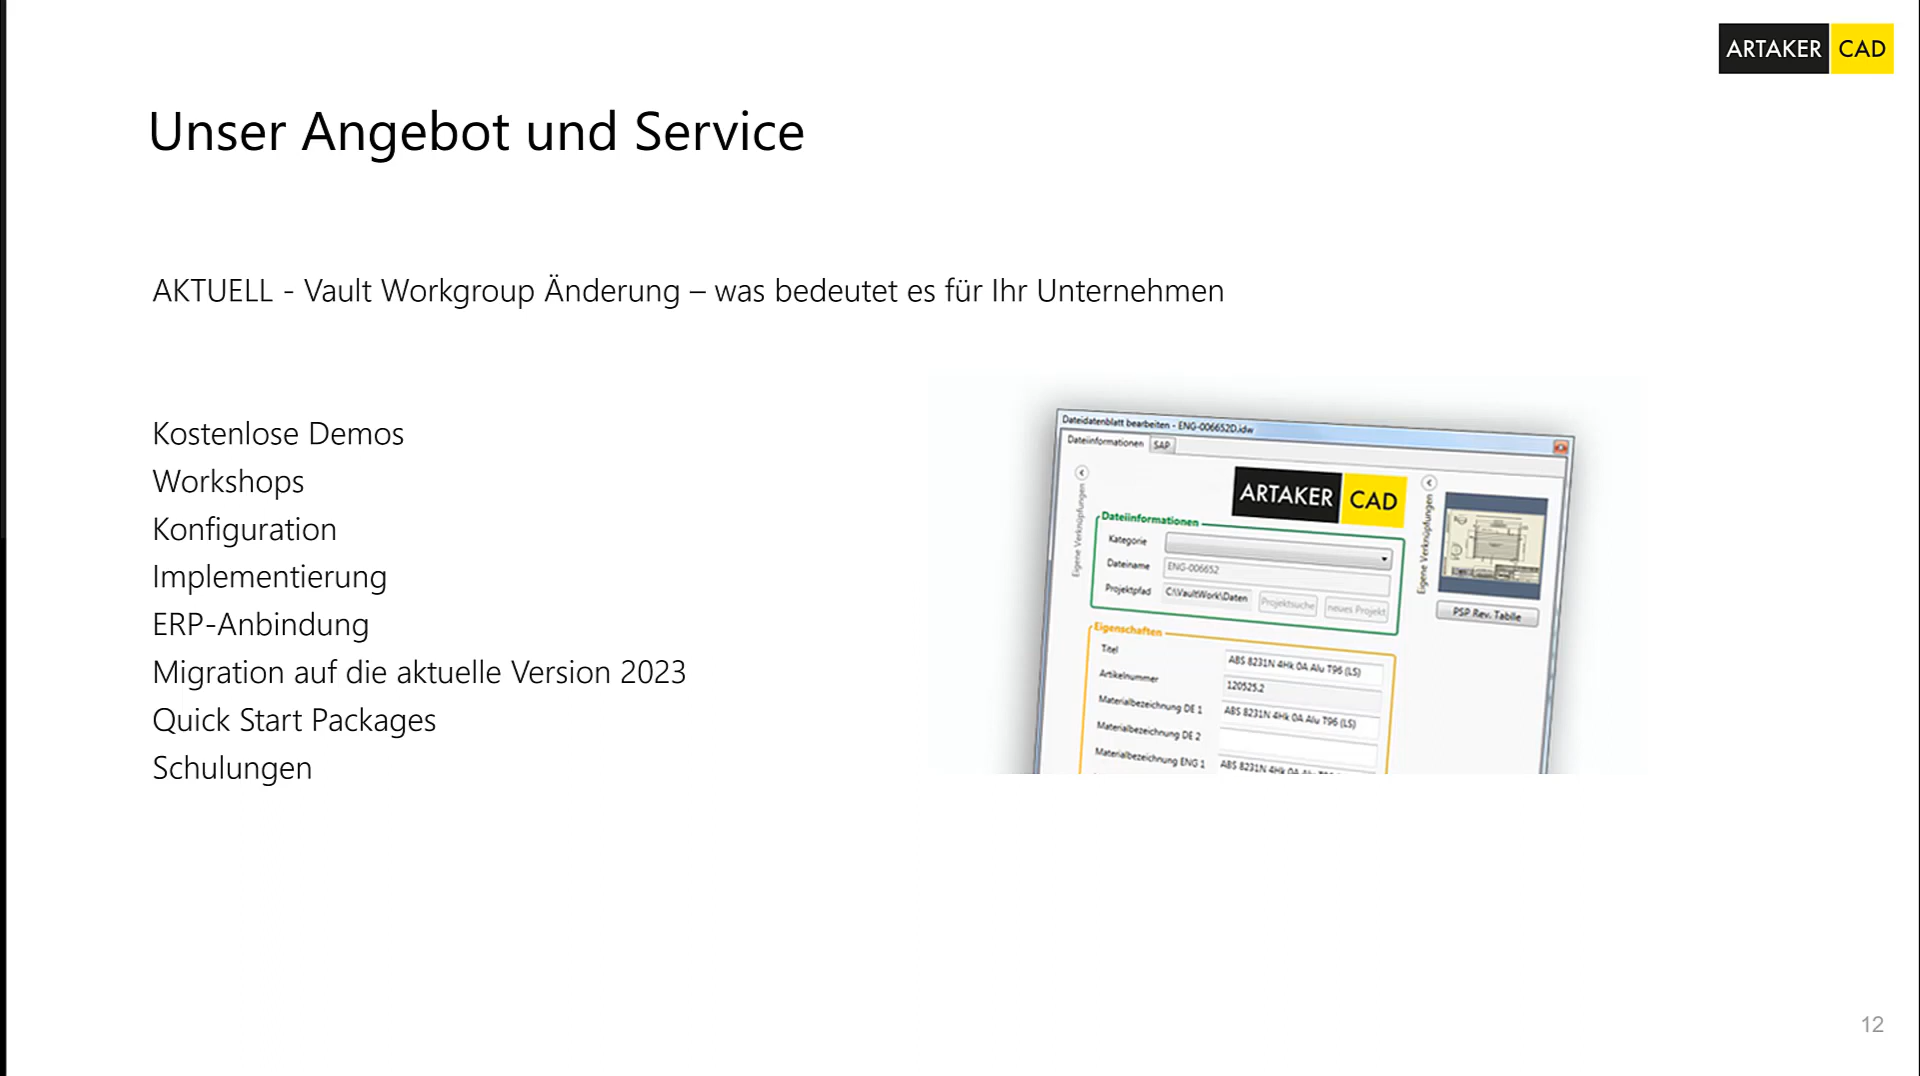 ARTAKER CAD
Unser Angebot und Service
AKTUELL - Vault Workgroup Änderung – was bedeutet es für Ihr Unternehmen
Kostenlose Demos
Workshops
Konfiguration
Implementierung
ERP-Anbindung
Migration auf die aktuelle Version 2023
Quick Start Packages
Schulungen
Dateidatenblatt bearbeiten - ENG-006652D.idw
Dateiinformationen SAP
ARTAKER CAD
Eigene Verknüpfungen
Dateiinformationen
Kategorie
Dateiname ENG-006652
Projektpfad C:\VaultWork\Daten Projektsuche neues Projekt
Eigenschaften
Titel ABS 8231N 4Hk 0A Alu T96 (LS)
Artikelnummer 120525.2
Materialbezeichnung DE 1 ABS 8231N 4Hk 0A Alu T96 (LS)
Materialbezeichnung DE 2
Materialbezeichnung ENG 1 ABS 8231N 4Hk 0A Alu
Eigene Verknüpfungen
PSP Rev. Tablle
12